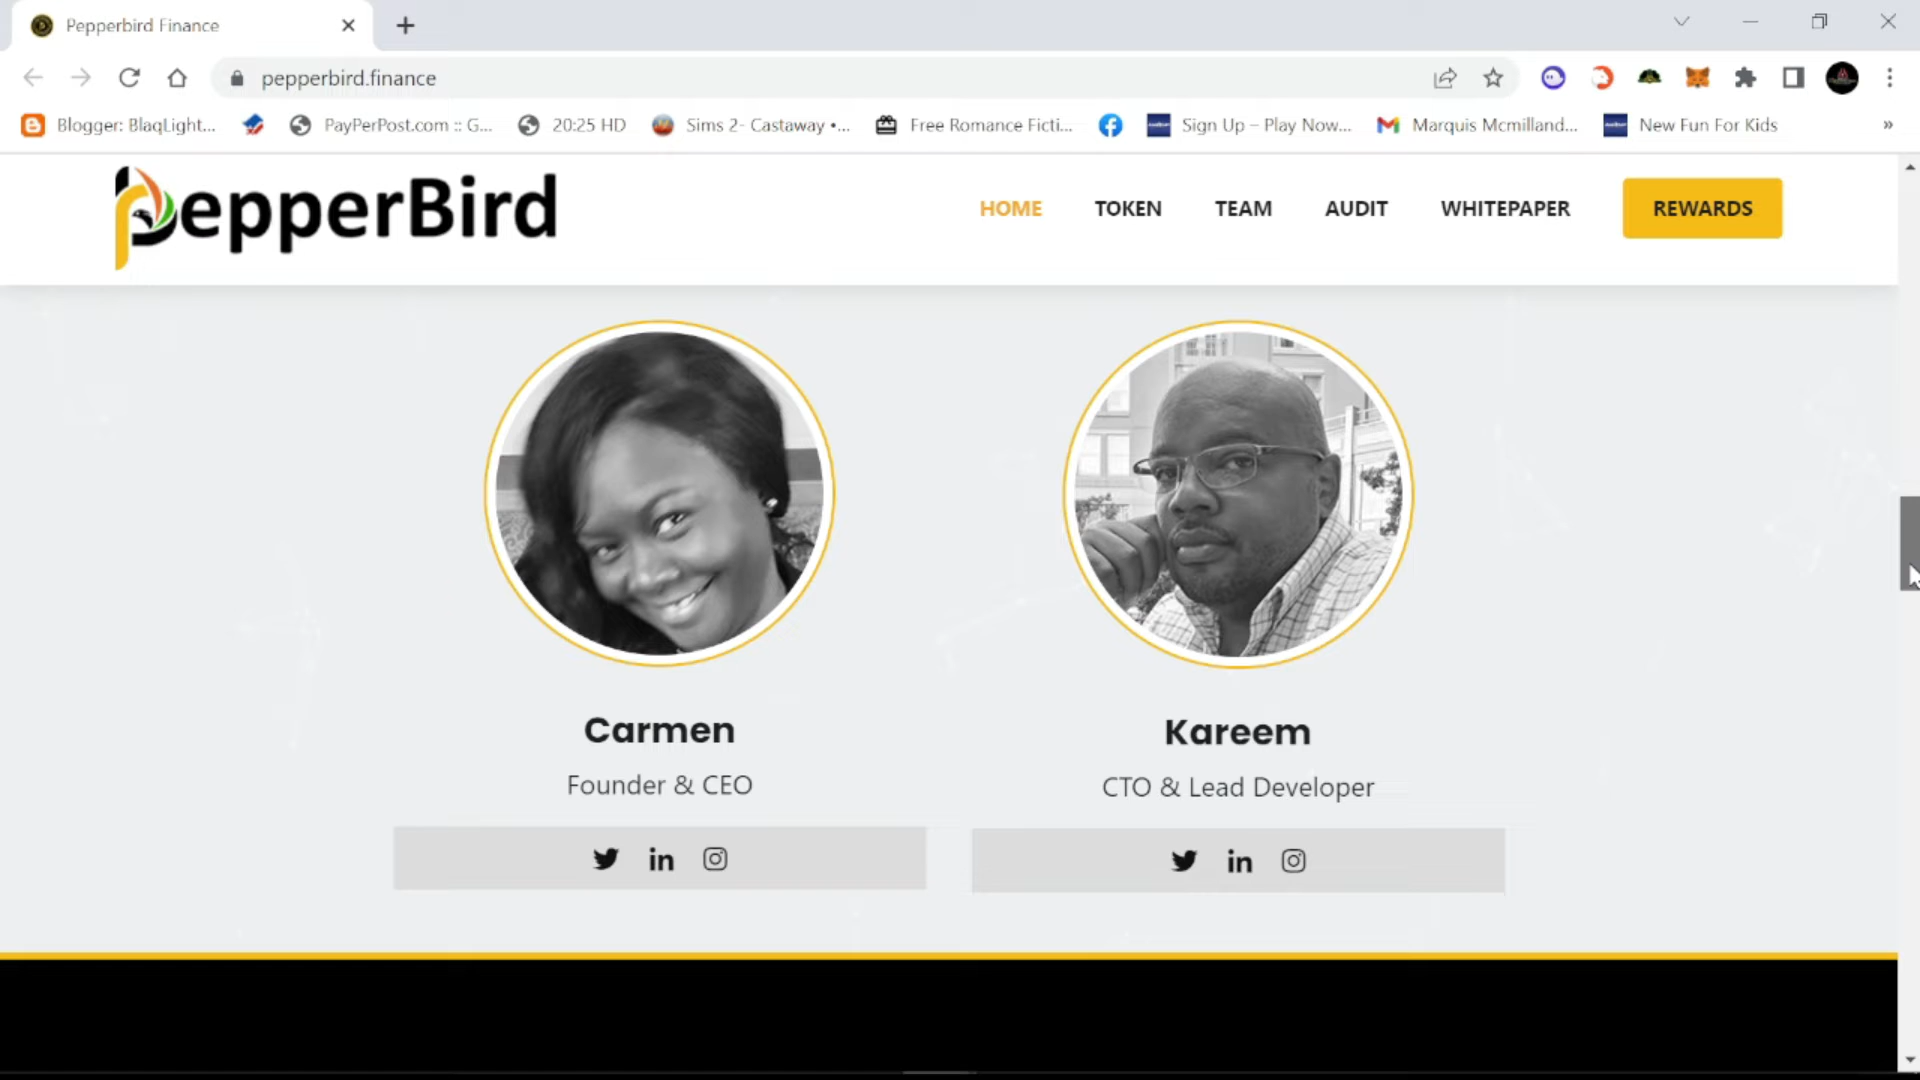 Pepperbird Finance
pepperbird.finance
Blogger: BlaqLight... PayPerPost.com :: G... 20:25 HD Sims 2- Castaway •... Free Romance Ficti... Sign Up – Play Now... Marquis Mcmilland... New Fun For Kids »
PepperBird HOME TOKEN TEAM AUDIT WHITEPAPER REWARDS
Carmen Kareem
Founder & CEO CTO & Lead Developer